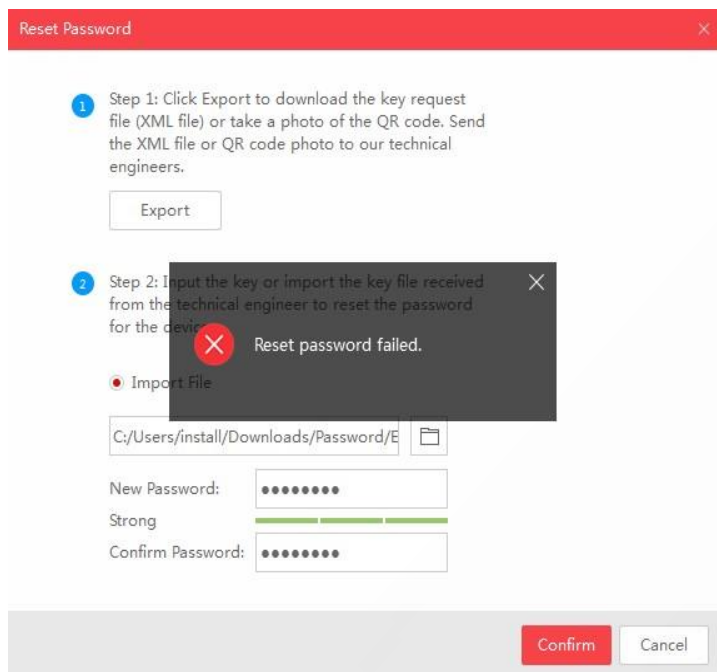 Reset Password
1
Step 1: Click Export to download the key request
file (XML file) or take a photo of the QR code. Send
the XML file or QR code photo to our technical
engineers.
Export
2
Step 2: Input the key or import the key file received
from the technical engineer to reset the password
for the device
Reset password failed.
Import File
C:/Users/install/Downloads/Password/E
New Password:
Strong
Confirm Password:
Confirm
Cancel